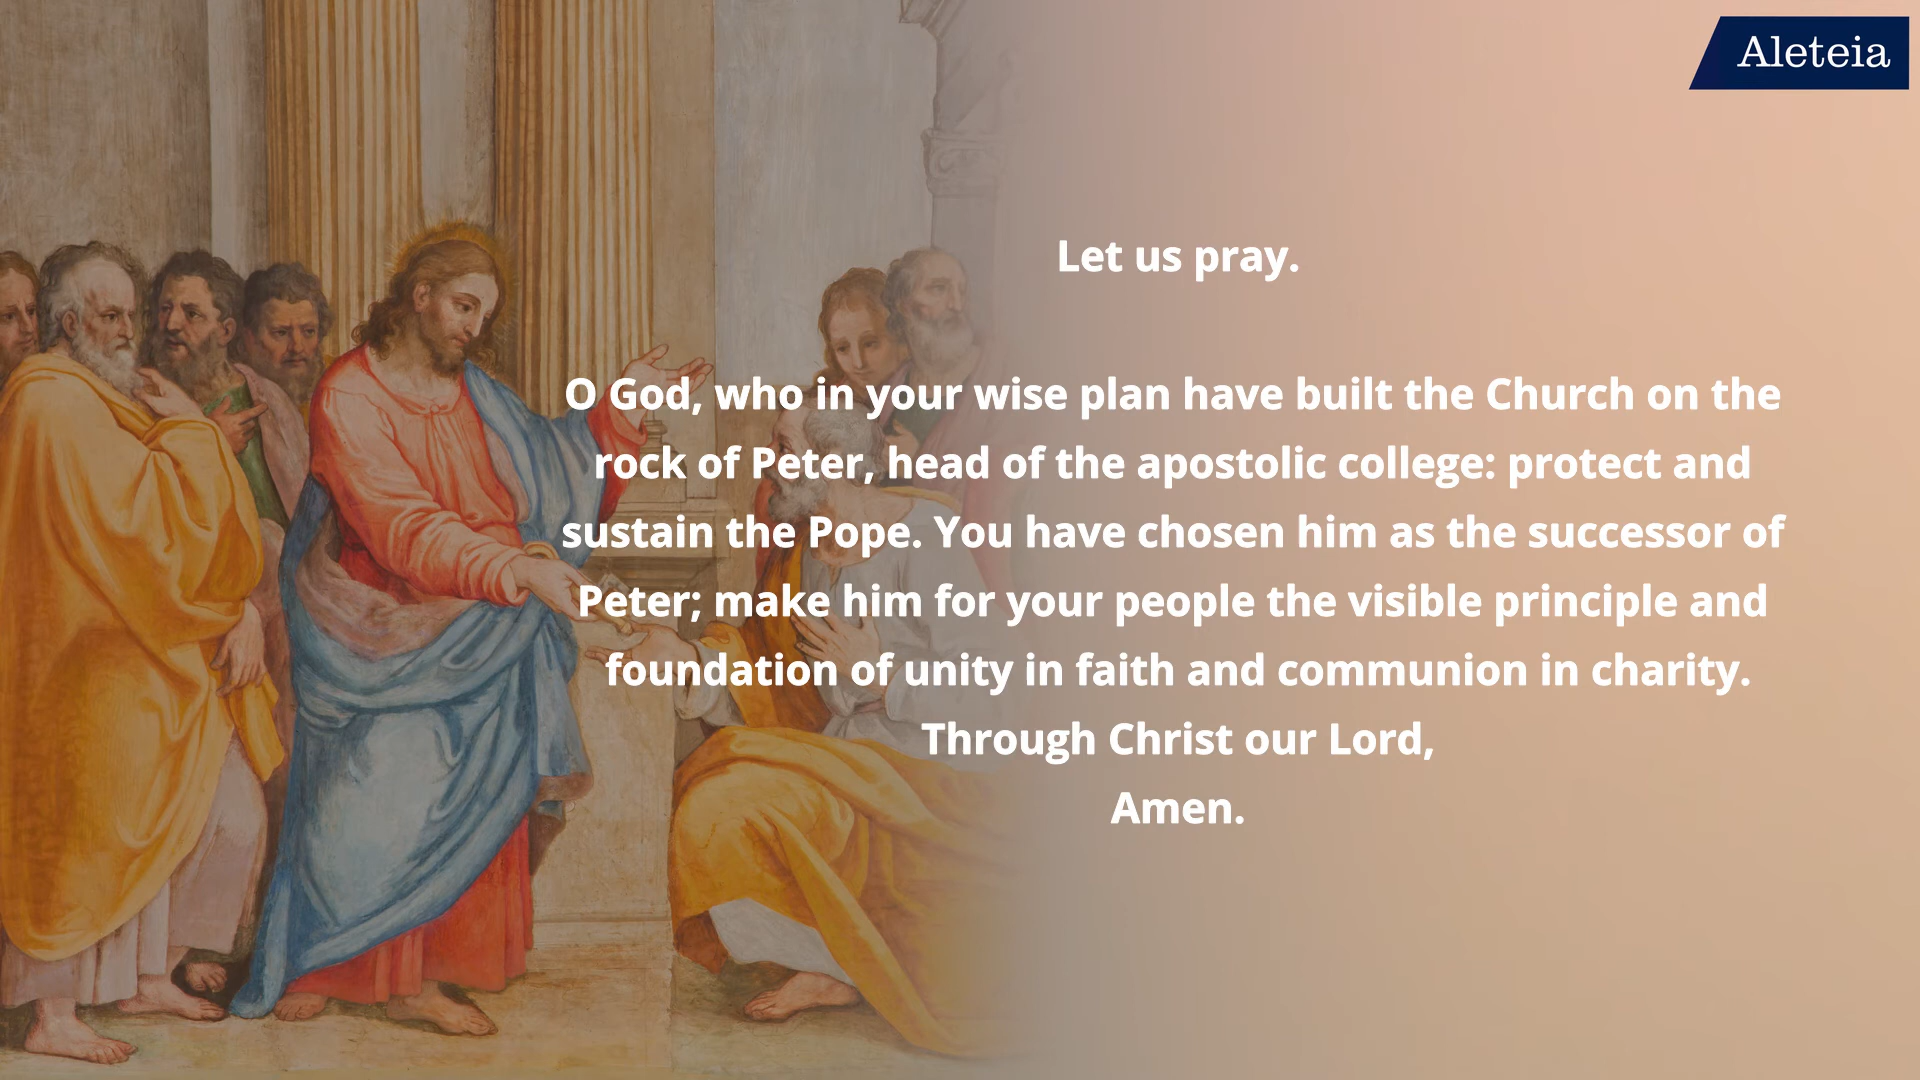 Aleteia
Let us pray.
O God, who in your wise plan have built the Church on the
rock of Peter, head of the apostolic college: protect and
sustain the Pope. You have chosen him as the successor of
Peter; make him for your people the visible principle and
foundation of unity in faith and communion in charity.
Through Christ our Lord,
Amen.